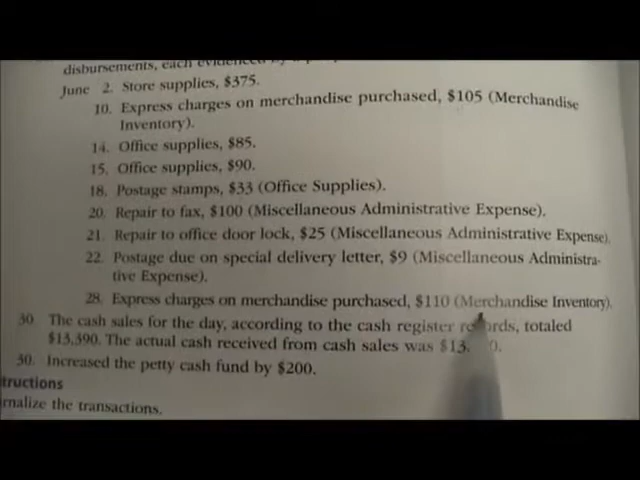 disbursements, each evidenced by a
June 2. Store supplies, $375.
10. Express charges on merchandise purchased, $105 (Merchandise
Inventory).
14. Office supplies, $85.
15. Office supplies, $90.
18. Postage stamps, $33 (Office Supplies).
20. Repair to fax, $100 (Miscellaneous Administrative Expense).
21. Repair to office door lock, $25 (Miscellaneous Administrative Expense).
22. Postage due on special delivery letter, $9 (Miscellaneous Administra-
tive Expense).
28. Express charges on merchandise purchased, $110 (Merchandise Inventory).
30. The cash sales for the day, according to the cash register records, totaled
$13,390. The actual cash received from cash sales was
30. Increased the petty cash fund by $200.
tructions
rnalize the transactions.